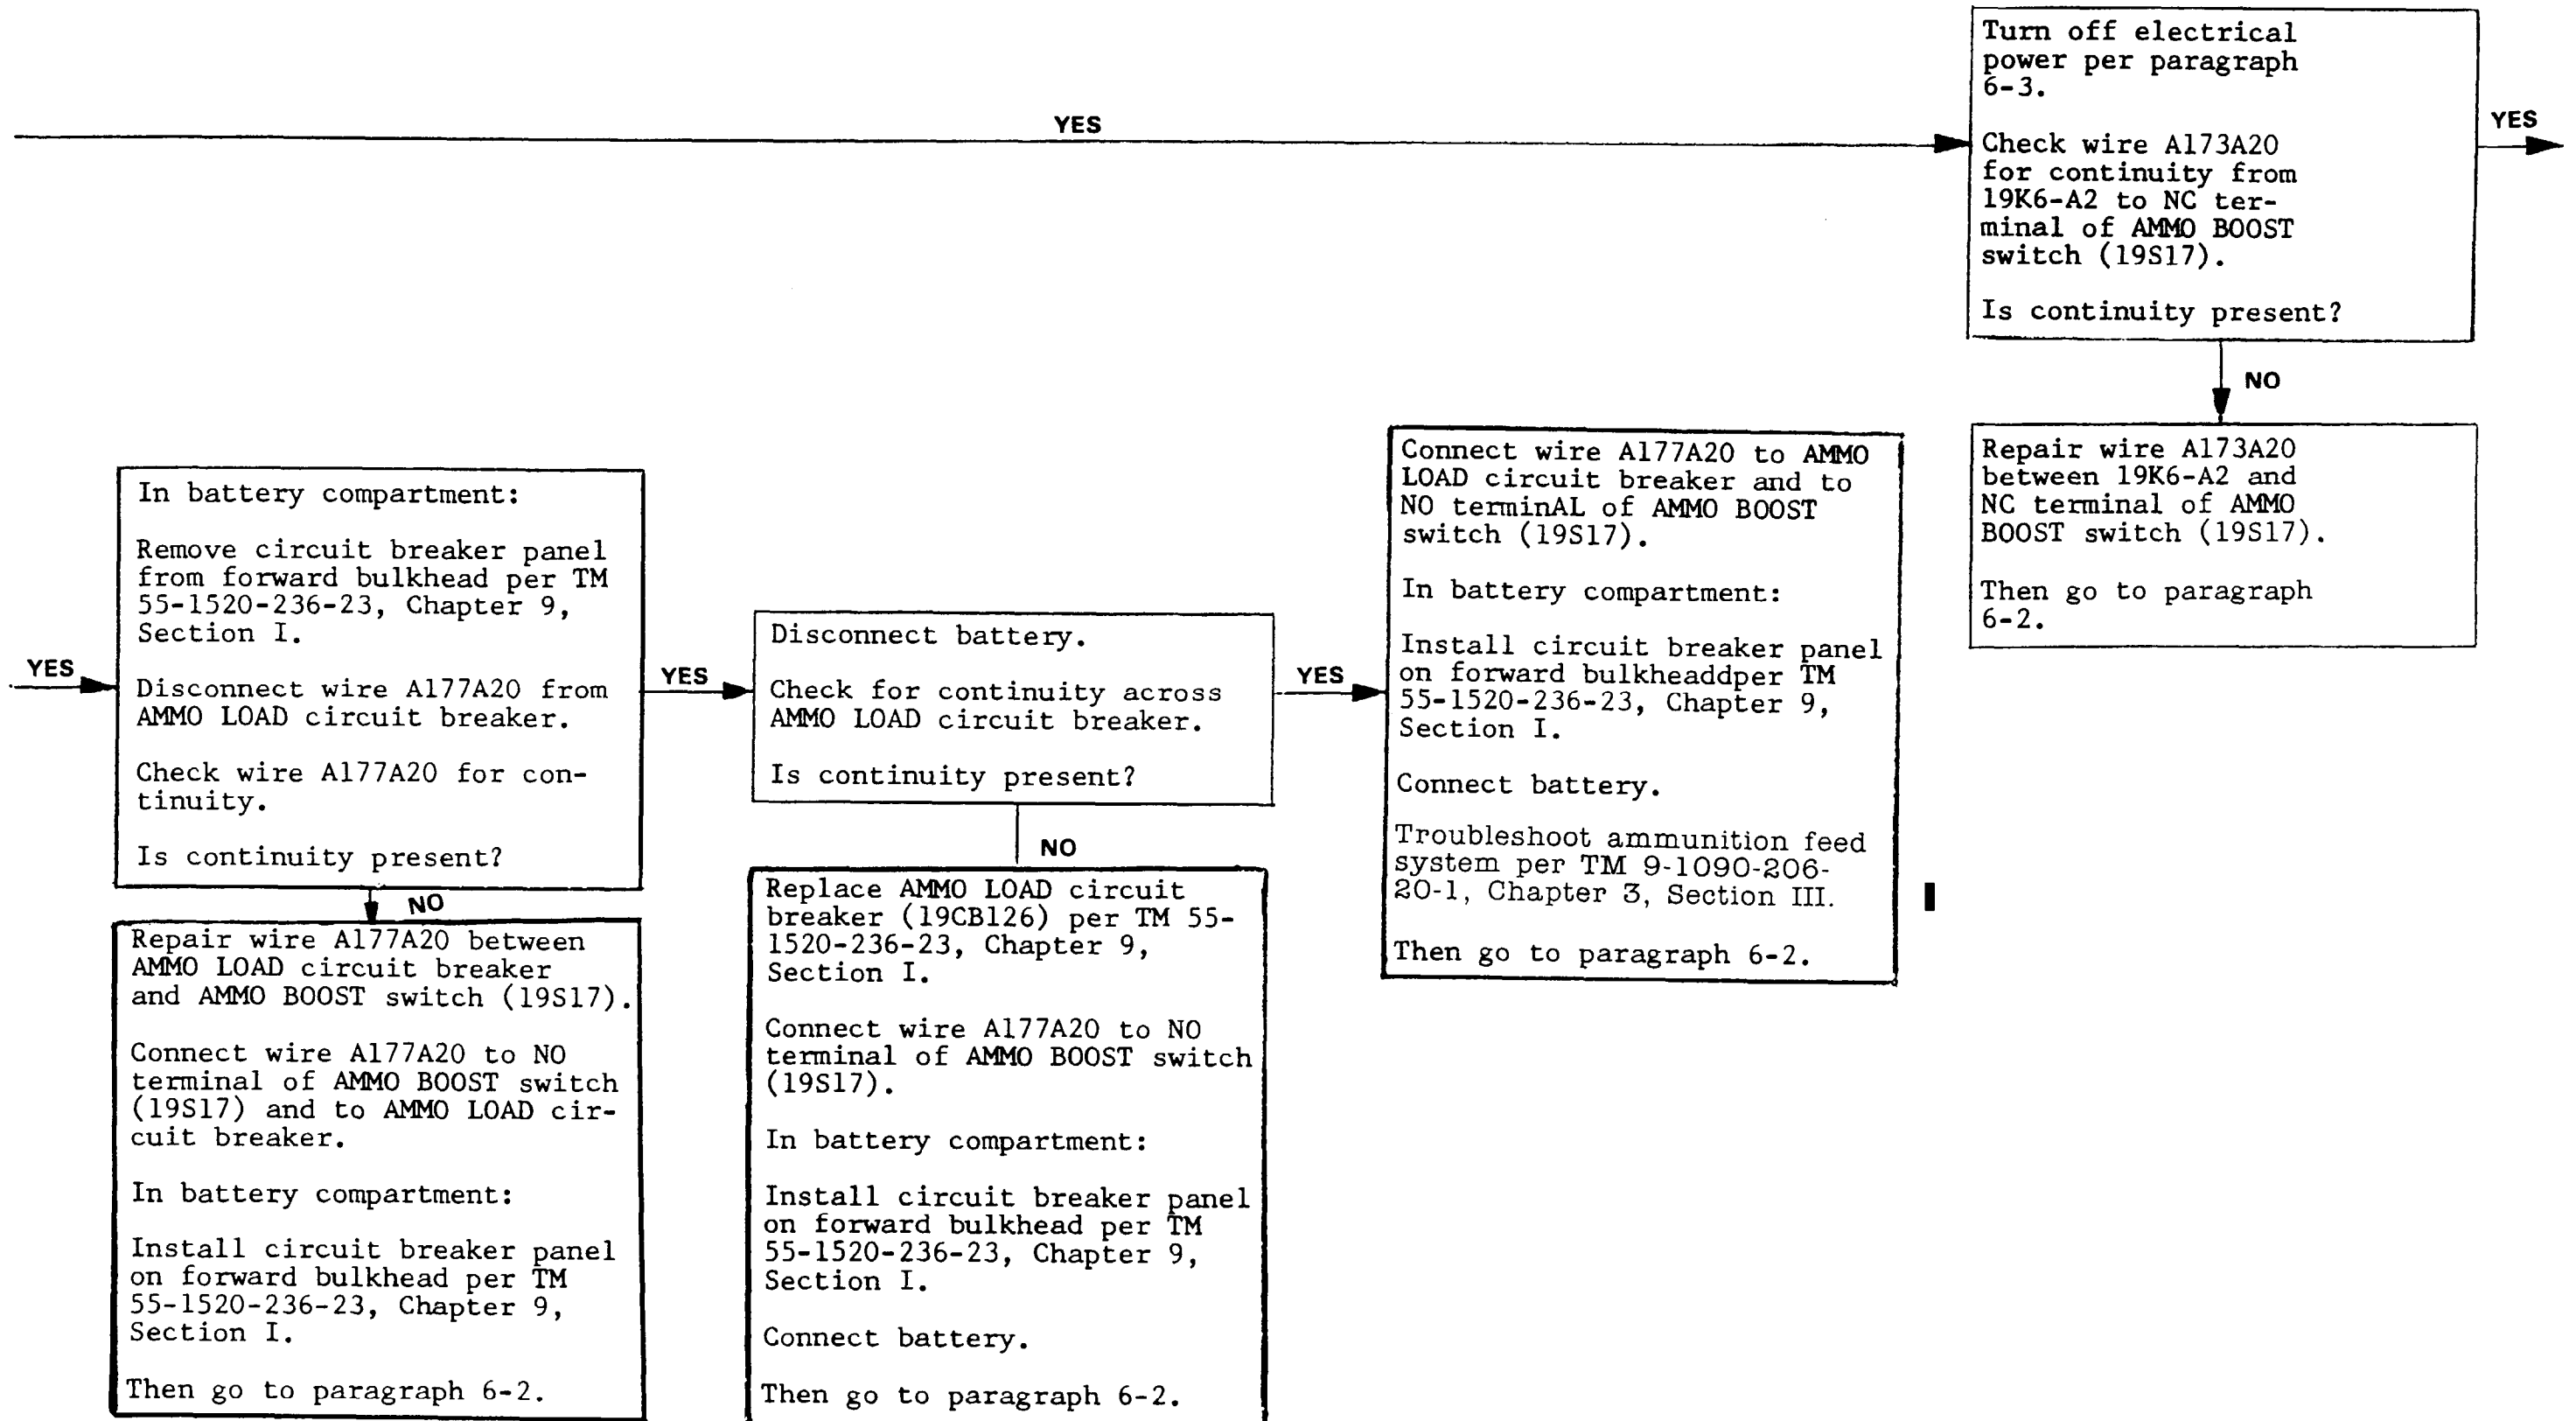 YES
Turn off electrical
power per paragraph
6-3.
Check wire A173A20
for continuity from
19K6-A2 to NC ter-
minal of AMMO BOOST
switch (19S17).
Is continuity present?
YES
NO
Repair wire A173A20
between 19K6-A2 and
NC terminal of AMMO
BOOST switch (19S17).
Then go to paragraph
6-2.
YES
In battery compartment:
Remove circuit breaker panel
from forward bulkhead per TM
55-1520-236-23, Chapter 9,
Section I.
Disconnect wire A177A20 from
AMMO LOAD circuit breaker.
Check wire A177A20 for con-
tinuity.
Is continuity present?
NO
Repair wire A177A20 between
AMMO LOAD circuit breaker
and AMMO BOOST switch (19S17).
Connect wire A177A20 to NO
terminal of AMMO BOOST switch
(19S17) and to AMMO LOAD cir-
cuit breaker.
In battery compartment:
Install circuit breaker panel
on forward bulkhead per TM
55-1520-236-23, Chapter 9,
Section I.
Then go to paragraph 6-2.
YES
Disconnect battery.
Check for continuity across
AMMO LOAD circuit breaker.
Is continuity present?
NO
Replace AMMO LOAD circuit
breaker (19CB126) per TM 55-
1520-236-23, Chapter 9,
Section I.
Connect wire A177A20 to NO
terminal of AMMO BOOST switch
(19S17).
In battery compartment:
Install circuit breaker panel
on forward bulkhead per TM
55-1520-236-23, Chapter 9,
Section I.
Connect battery.
Then go to paragraph 6-2.
YES
Connect wire A177A20 to AMMO
LOAD circuit breaker and to
NO terminAL of AMMO BOOST
switch (19S17).
In battery compartment:
Install circuit breaker panel
on forward bulkheaddper TM
55-1520-236-23, Chapter 9,
Section I.
Connect battery.
Troubleshoot ammunition feed
system per TM 9-1090-206-
20-1, Chapter 3, Section III.
Then go to paragraph 6-2.